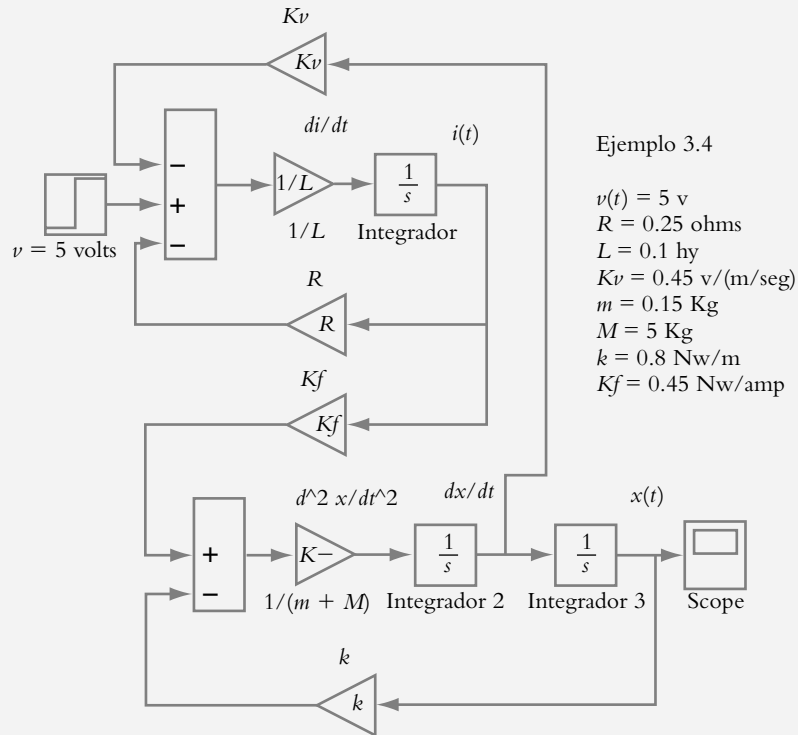 Kv
Kv
di/dt
i(t)
1/L
1/s
1/L
Integrador
v = 5 volts
−
+
−
R
R
Kf
Kf
Ejemplo 3.4
v(t) = 5 v
R = 0.25 ohms
L = 0.1 hy
Kv = 0.45 v/(m/seg)
m = 0.15 Kg
M = 5 Kg
k = 0.8 Nw/m
Kf = 0.45 Nw/amp
d^2 x/dt^2
dx/dt
x(t)
+
−
K−
1/s
1/s
1/(m + M)
Integrador 2
Integrador 3
Scope
k
k